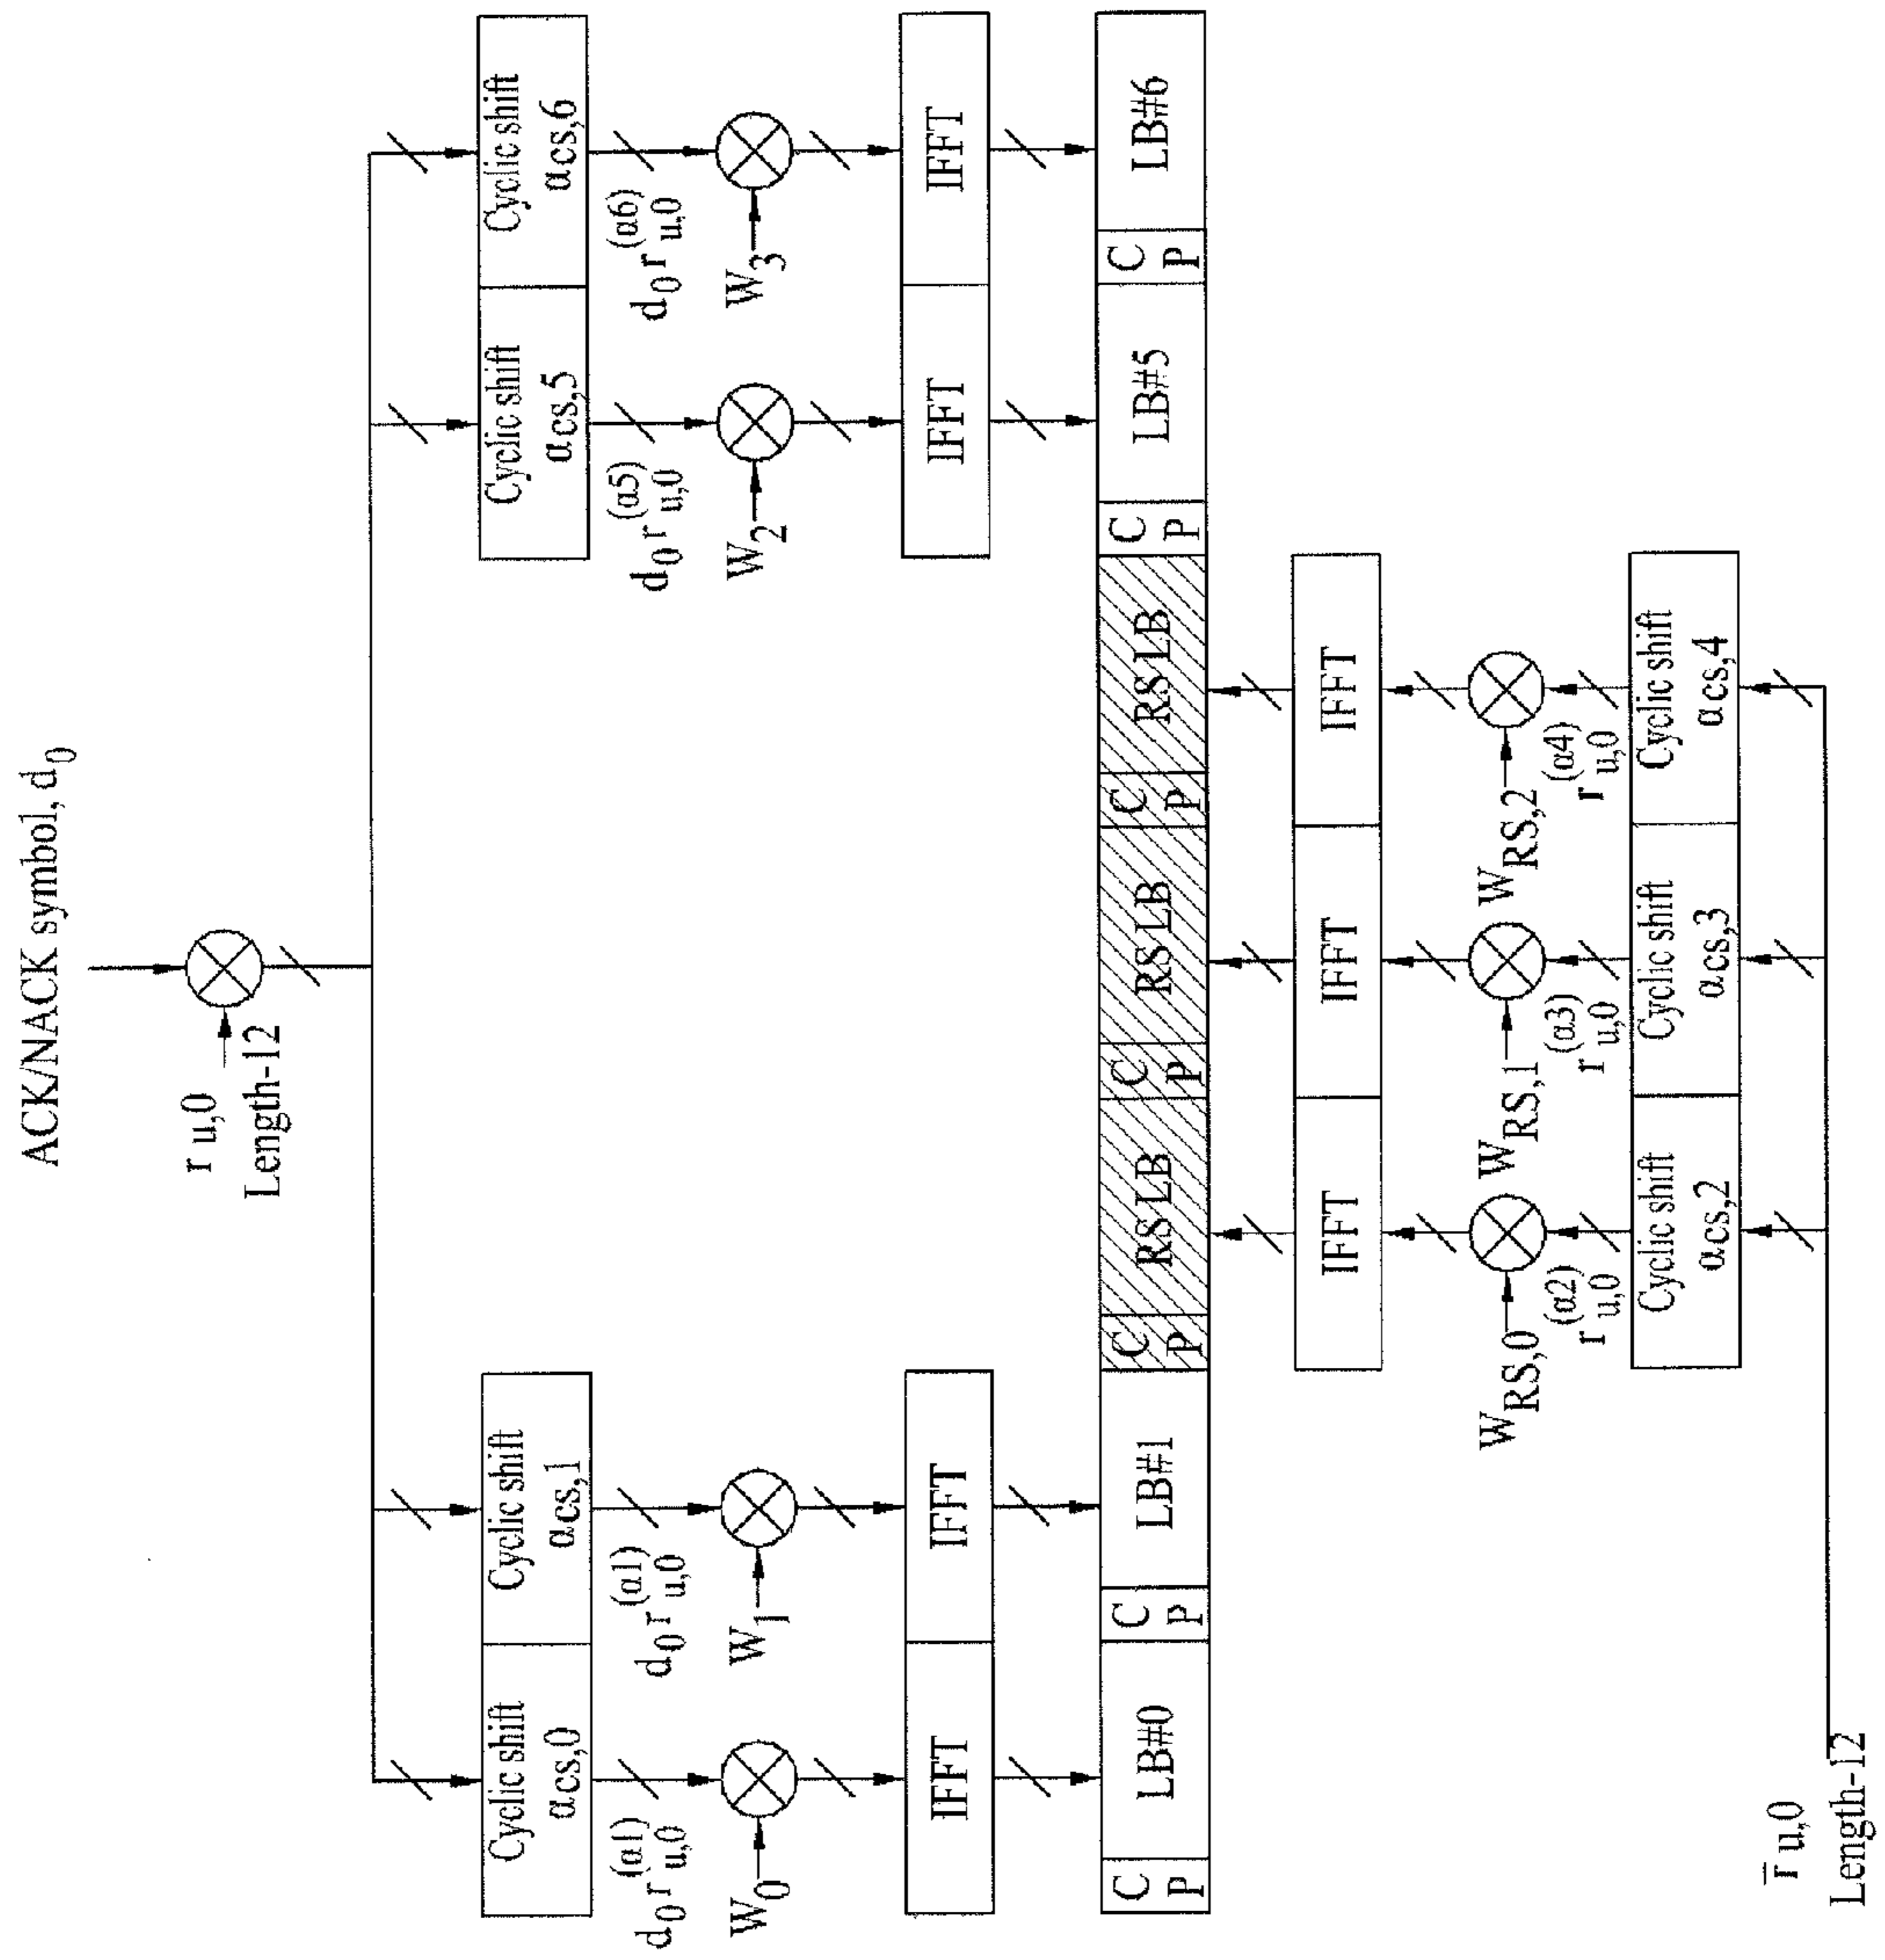 ACK/NACK symbol, d0
r u,0
Length-12
Cyclic shift
αcs,0
Cyclic shift
αcs,1
Cyclic shift
αcs,5
Cyclic shift
αcs,6
d0 r u,0 (α1)
d0 r u,0 (α1)
d0 r u,0 (α5)
d0 r u,0 (α6)
W0
W1
W2
W3
IFFT
IFFT
IFFT
IFFT
CP
LB#0
CP
LB#1
CP
RS LB
CP
RS LB
CP
RS LB
CP
LB#5
CP
LB#6
IFFT
IFFT
IFFT
WRS,0
WRS,1
WRS,2
r u,0 (α2)
r u,0 (α3)
r u,0 (α4)
Cyclic shift
αcs,2
Cyclic shift
αcs,3
Cyclic shift
αcs,4
r̅ u,0
Length-12